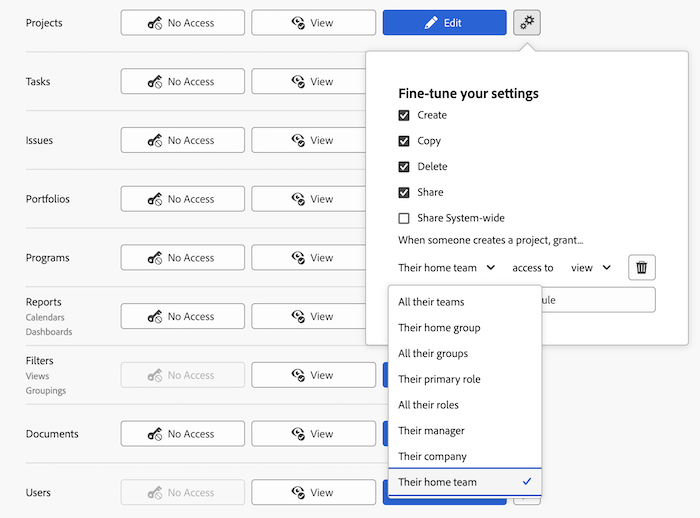 Projects
No Access
View
Edit
Fine-tune your settings
Create
Copy
Delete
Share
Share System-wide
When someone creates a project, grant...
Their home team
access to
view
ule
All their teams
Their home group
All their groups
Their primary role
All their roles
Their manager
Their company
Their home team
Tasks
No Access
View
Issues
No Access
View
Portfolios
No Access
View
Programs
No Access
View
Reports
Calendars
Dashboards
No Access
View
Filters
Views
Groupings
No Access
View
Documents
No Access
View
Users
No Access
View